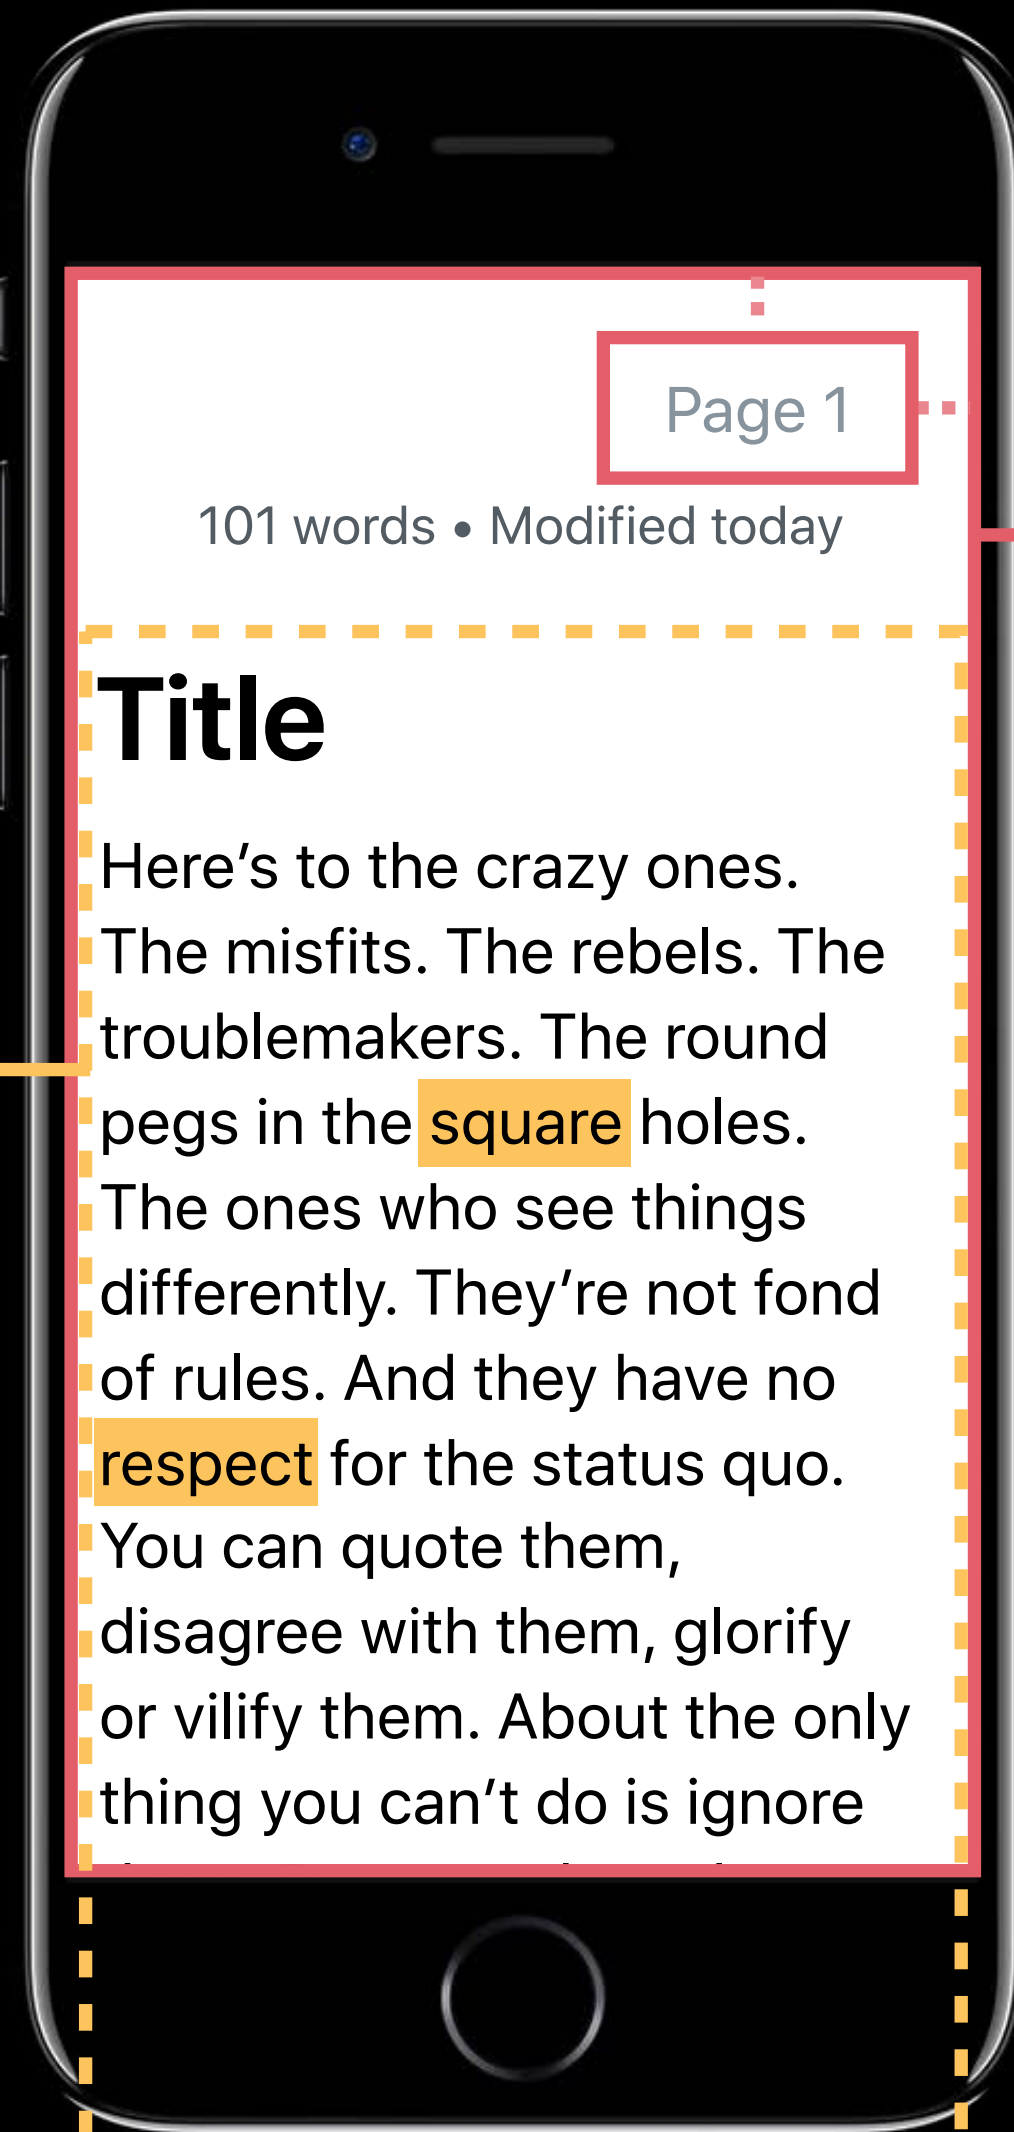 Page 1
101 words • Modified today
Title
Here’s to the crazy ones.
The misfits. The rebels. The
troublemakers. The round
pegs in the square holes.
The ones who see things
differently. They’re not fond
of rules. And they have no
respect for the status quo.
You can quote them,
disagree with them, glorify
or vilify them. About the only
thing you can’t do is ignore